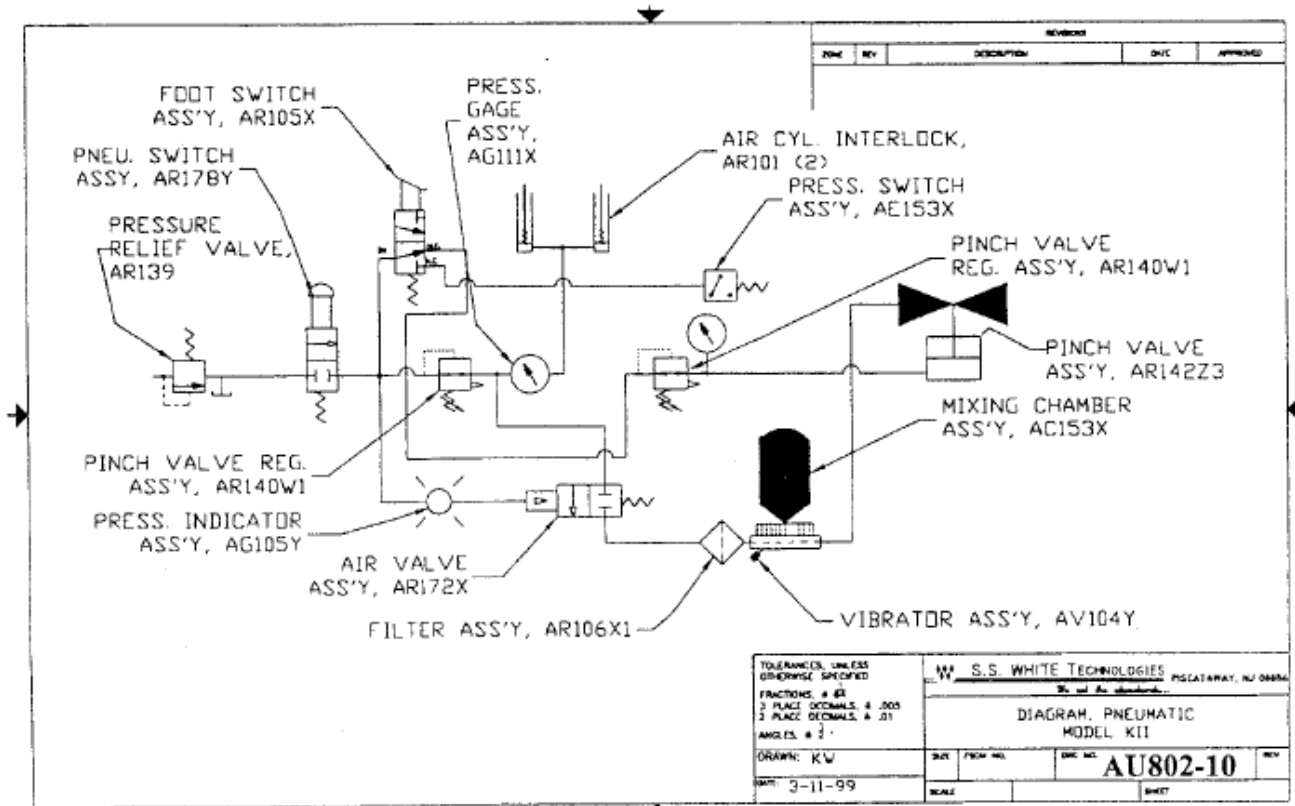 REVISIONS
ZONE REV DESCRIPTION DATE APPROVED
FOOT SWITCH
ASS'Y, AR105X
PRESS.
GAGE
ASS'Y,
AG111X
PNEU. SWITCH
ASSY, AR178Y
AIR CYL. INTERLOCK,
AR101 (2)
PRESS. SWITCH
ASS'Y, AE153X
PRESSURE
RELIEF VALVE,
AR139
PINCH VALVE
REG. ASS'Y, AR140W1
PINCH VALVE
ASS'Y, AR142Z3
MIXING CHAMBER
ASS'Y, AC153X
PINCH VALVE REG.
ASS'Y, AR140W1
PRESS. INDICATOR
ASS'Y, AG105Y
AIR VALVE
ASS'Y, AR172X
FILTER ASS'Y, AR106X1
VIBRATOR ASS'Y, AV104Y
TOLERANCES, UNLESS
OTHERWISE SPECIFIED
FRACTIONS, ±
3 PLACE DECIMALS, ± .005
2 PLACE DECIMALS, ± .01
ANGLES, ±
DRAWN: KW
DATE: 3-11-99
S.S. WHITE TECHNOLOGIES PISCATAWAY, NJ
DIAGRAM, PNEUMATIC
MODEL KII
SIZE FSCM NO. DWG NO. AU802-10 REV
SCALE SHEET